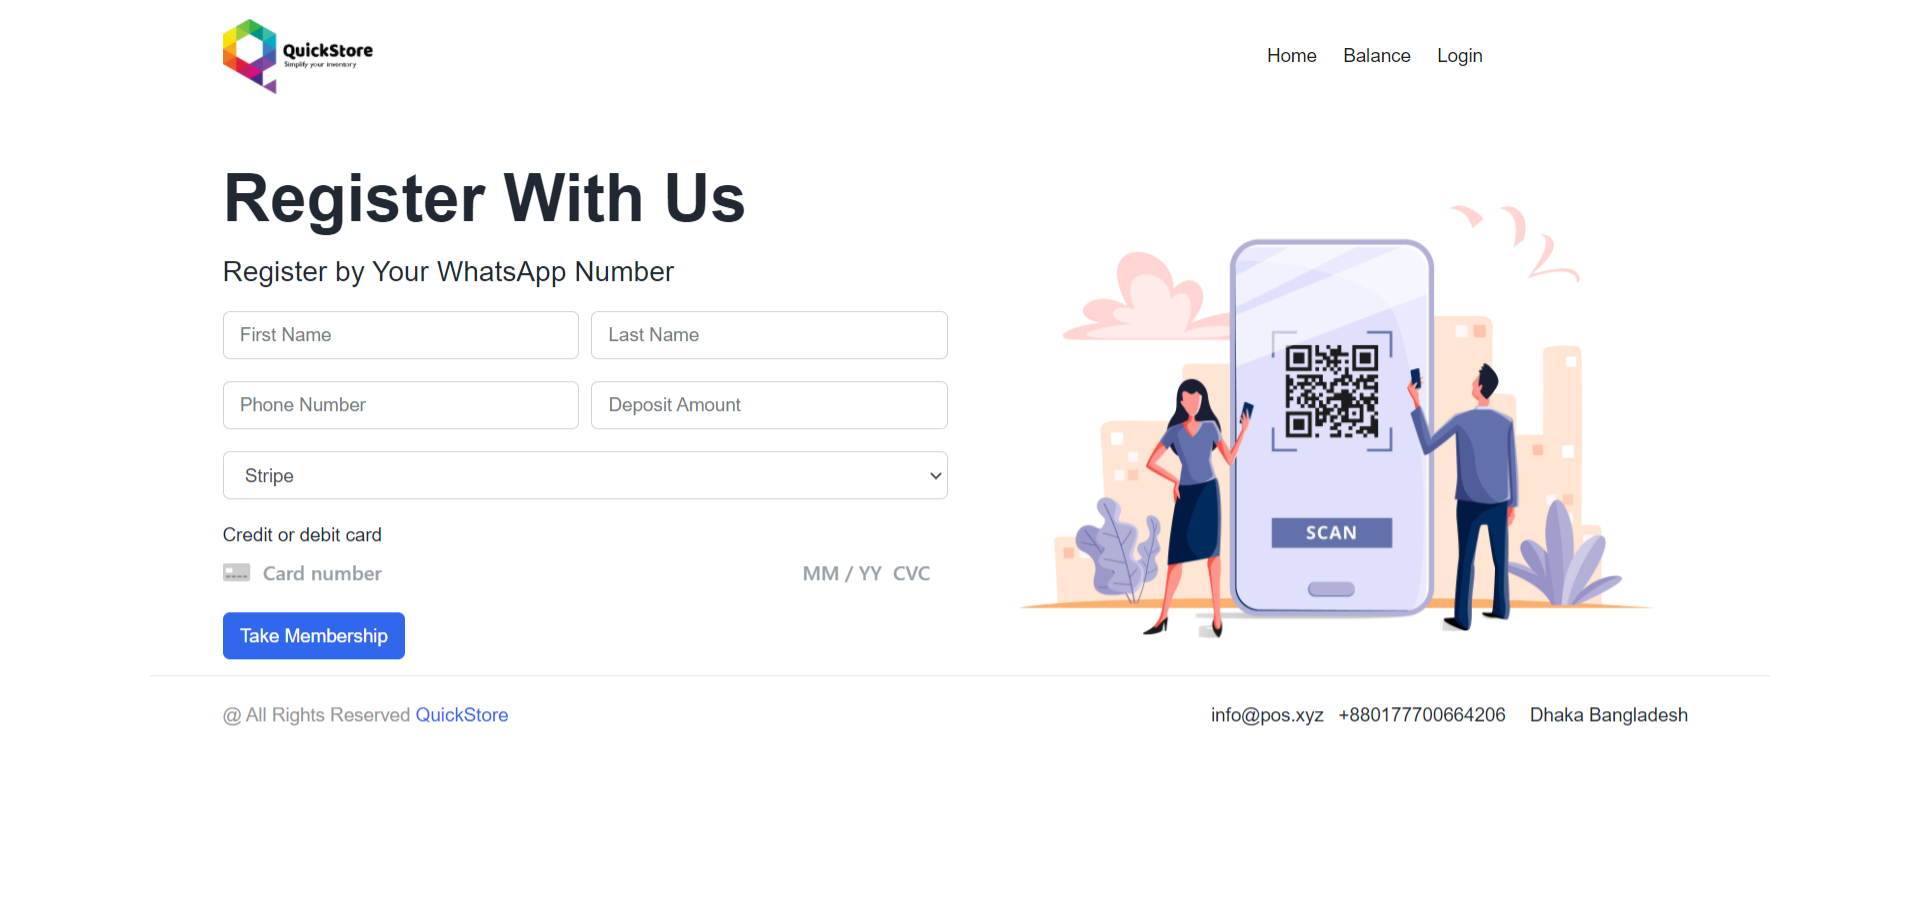 QuickStore
Simplify your inventory
Home Balance Login
Register With Us
Register by Your WhatsApp Number
First Name Last Name
Phone Number Deposit Amount
Stripe
Credit or debit card
Card number MM / YY CVC
Take Membership
SCAN
@ All Rights Reserved QuickStore
info@pos.xyz +880177700664206 Dhaka Bangladesh